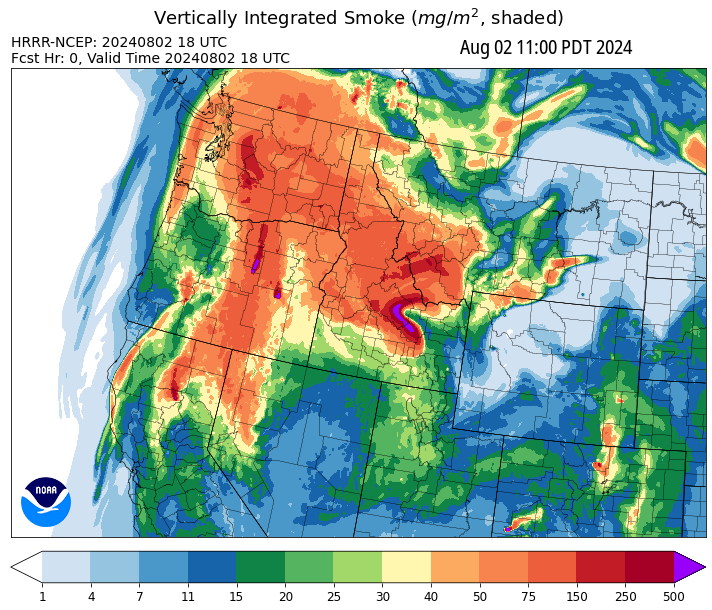 Vertically Integrated Smoke (mg/m², shaded)
HRRR-NCEP: 20240802 18 UTC
Aug 02 11:00 PDT 2024
Fcst Hr: 0, Valid Time 20240802 18 UTC
NOAA
1 4 7 11 15 20 25 30 40 50 75 150 250 500